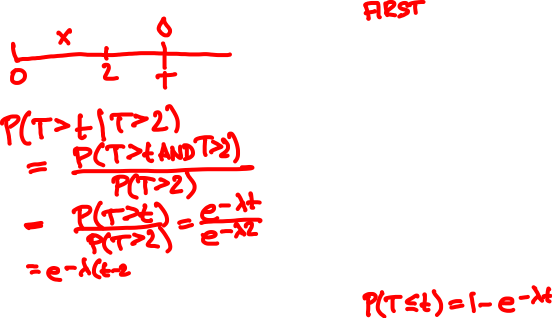 FIRST
x 0
0 2 T
P(T>t|T>2)
= P(T>t AND T>2)
P(T>2)
- P(T>t) = e-λt
P(T>2) e-λ2
= e-λ(t-2
P(T≤t)=1-e-λt